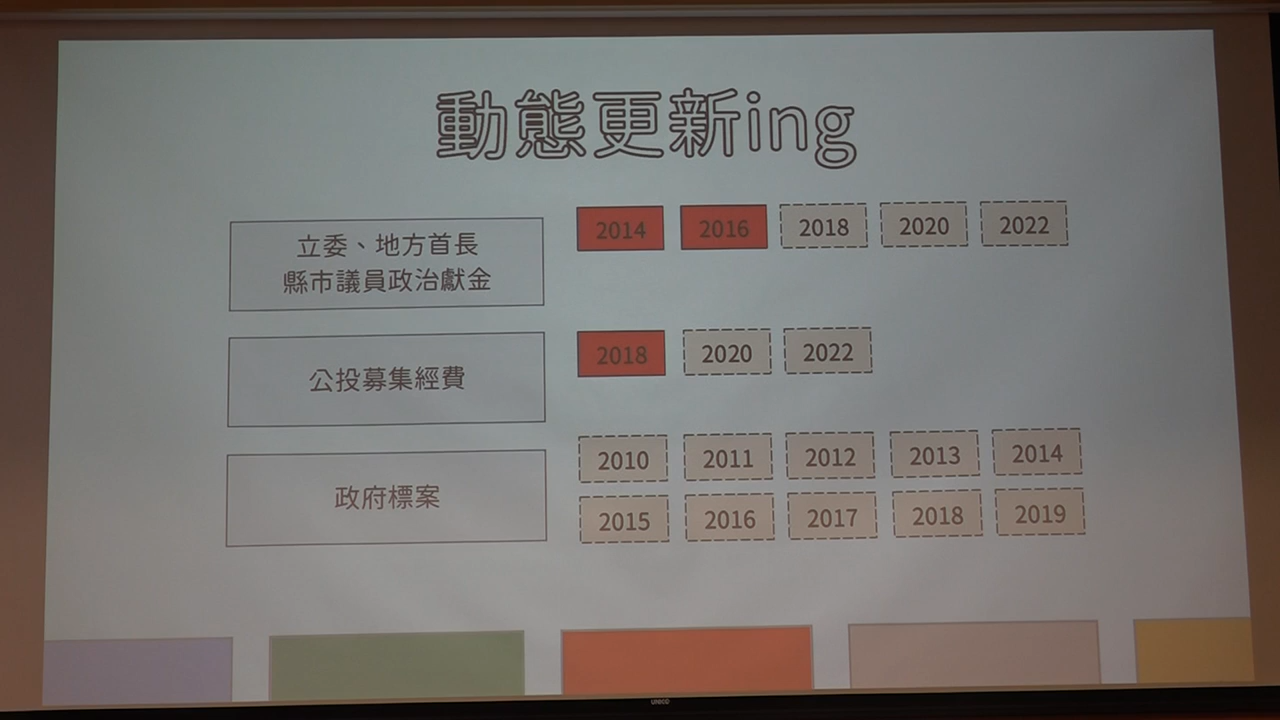 動態更新ing
立委、地方首長
縣市議員政治獻金
2014 2016 2018 2020 2022
公投募集經費
2018 2020 2022
政府標案
2010 2011 2012 2013 2014
2015 2016 2017 2018 2019
UNICO